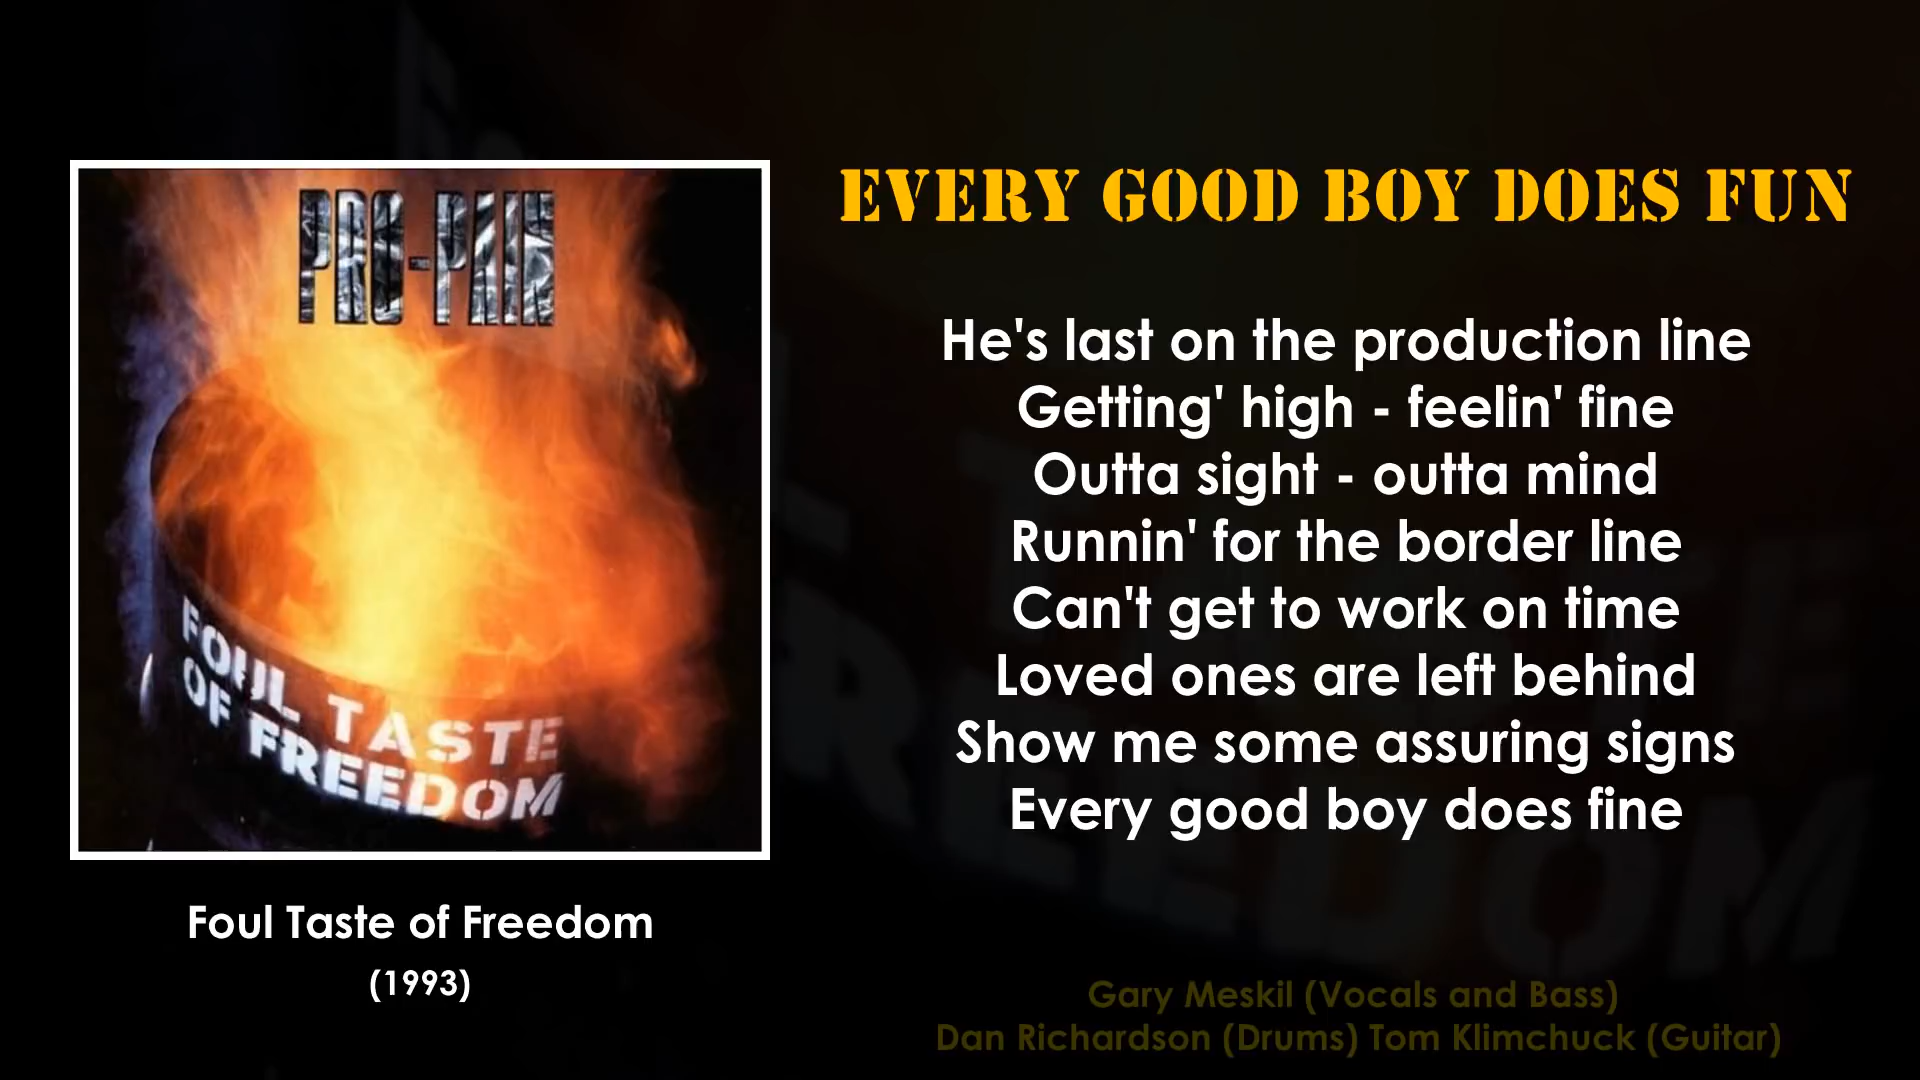 PRO-PAIN
FOUL TASTE
OF FREEDOM
Foul Taste of Freedom
(1993)
EVERY GOOD BOY DOES FUN
He's last on the production line
Getting' high - feelin' fine
Outta sight - outta mind
Runnin' for the border line
Can't get to work on time
Loved ones are left behind
Show me some assuring signs
Every good boy does fine
Gary Meskil (Vocals and Bass)
Dan Richardson (Drums) Tom Klimchuck (Guitar)